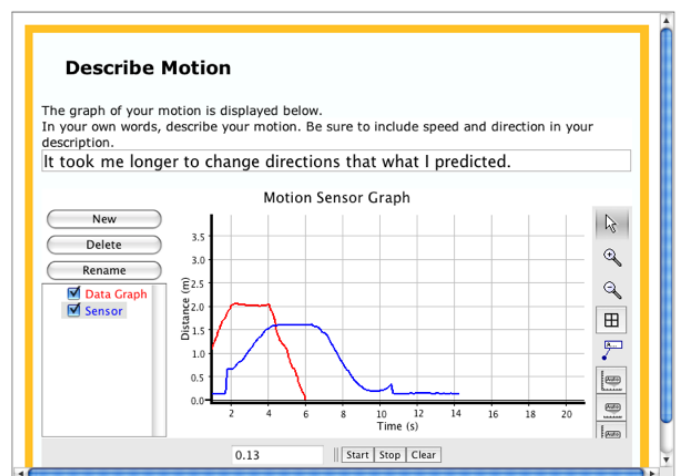 Describe Motion
The graph of your motion is displayed below.
In your own words, describe your motion. Be sure to include speed and direction in your
description.
It took me longer to change directions that what I predicted.
Motion Sensor Graph
New
Delete
Rename
Data Graph
Sensor
Distance (m)
3.5
3.0
2.5
2.0
1.5
1.0
0.5
0.0
2 4 6 8 10 12 14 16 18 20
Time (s)
0.13
Start Stop Clear